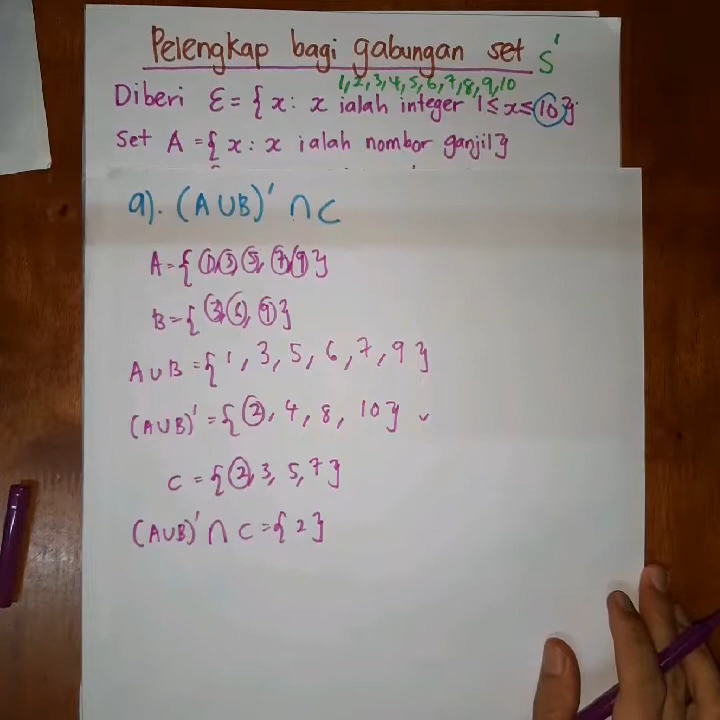 Pelengkap bagi gabungan set S'
1, 2, 3, 4, 5, 6, 7, 8, 9, 10
Diberi ε = { x : x ialah integer 1 ≤ x ≤ 10 }.
Set A = { x : x ialah nombor ganjil }
a). (A ∪ B)' ∩ C
A = { 1, 3, 5, 7, 9 }
B = { 3, 6, 9 }
A ∪ B = { 1, 3, 5, 6, 7, 9 }
(A ∪ B)' = { 2, 4, 8, 10 } ✓
C = { 2, 3, 5, 7 }
(A ∪ B)' ∩ C = { 2 }